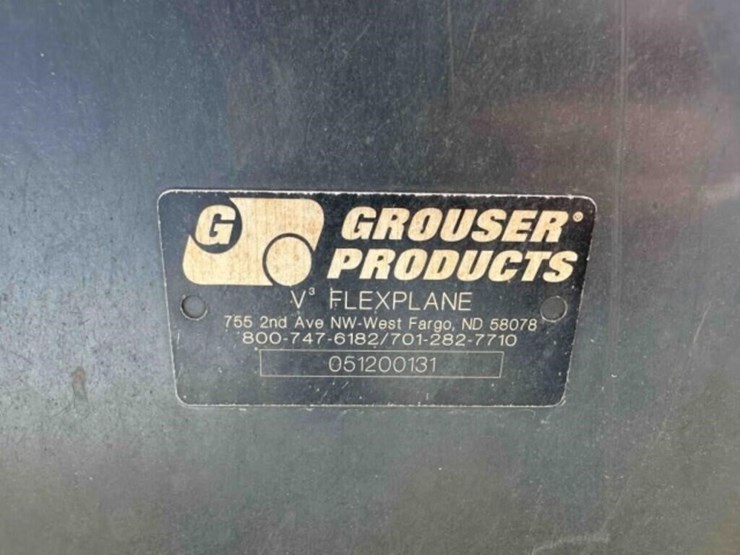 G
GROUSER®
PRODUCTS
V³ FLEXPLANE
755 2nd Ave NW-West Fargo, ND 58078
800-747-6182/701-282-7710
051200131